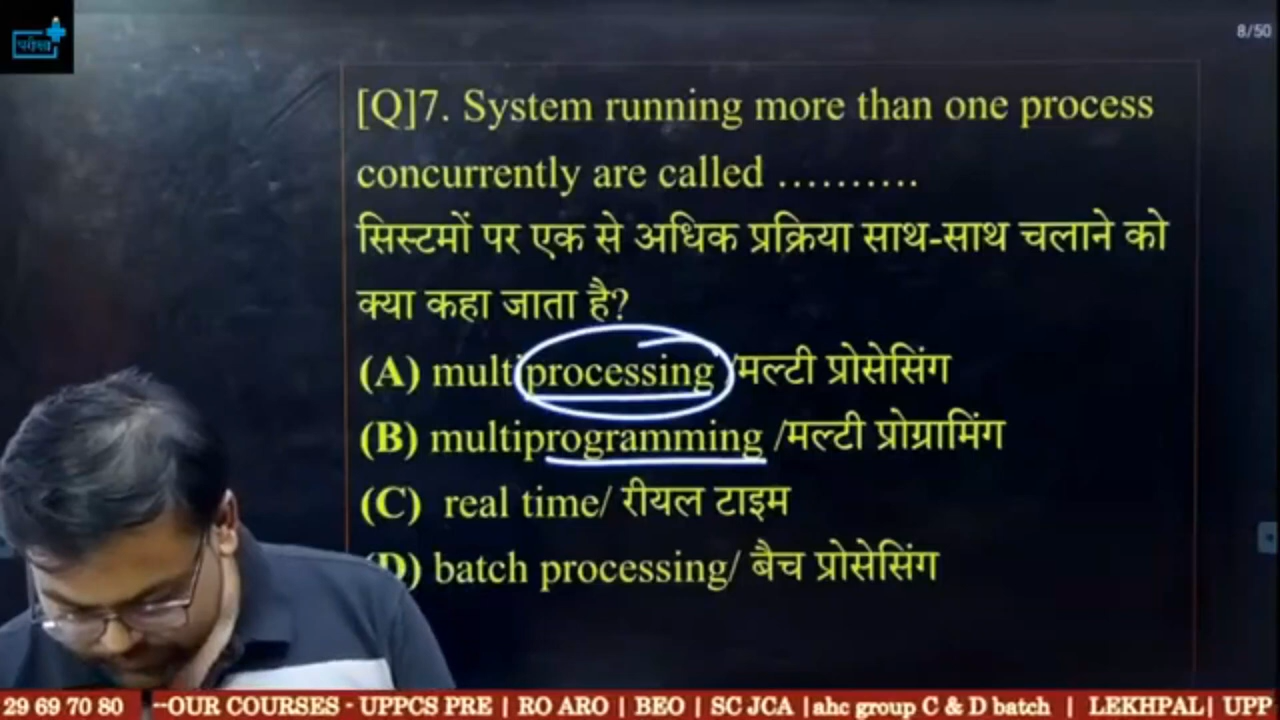 परीक्षा
8/50
[Q]7. System running more than one process
concurrently are called ..........
सिस्टमों पर एक से अधिक प्रक्रिया साथ-साथ चलाने को
क्या कहा जाता है?
(A) multiprocessing /मल्टी प्रोसेसिंग
(B) multiprogramming /मल्टी प्रोग्रामिंग
(C) real time/ रीयल टाइम
(D) batch processing/ बैच प्रोसेसिंग
29 69 70 80 --OUR COURSES - UPPCS PRE | RO ARO | BEO | SC JCA |ahc group C & D batch | LEKHPAL| UPP